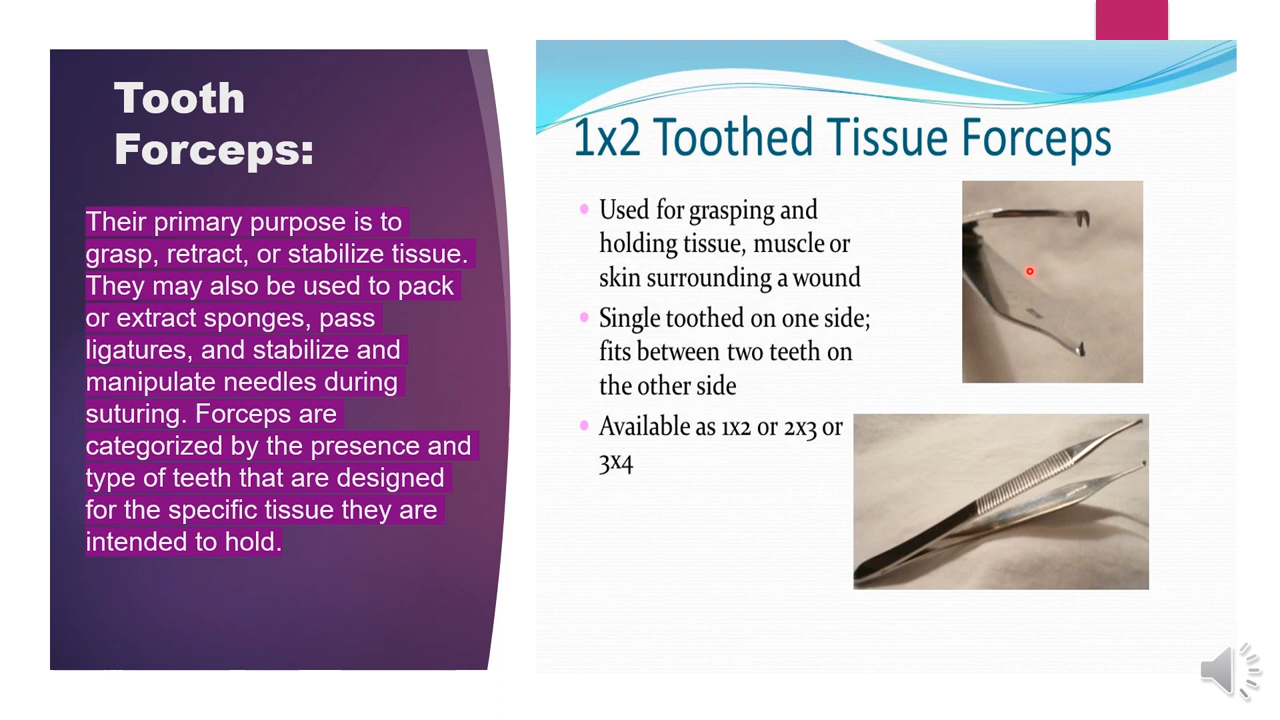 Tooth
Forceps:
Their primary purpose is to
grasp, retract, or stabilize tissue.
They may also be used to pack
or extract sponges, pass
ligatures, and stabilize and
manipulate needles during
suturing. Forceps are
categorized by the presence and
type of teeth that are designed
for the specific tissue they are
intended to hold.
1x2 Toothed Tissue Forceps
Used for grasping and
holding tissue, muscle or
skin surrounding a wound
Single toothed on one side;
fits between two teeth on
the other side
Available as 1x2 or 2x3 or
3x4